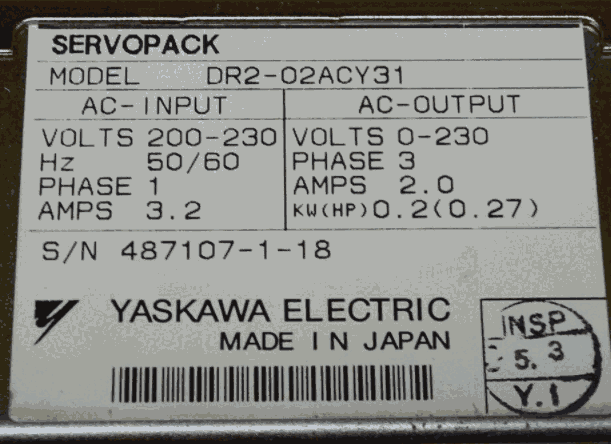 SERVOPACK
MODEL DR2-02ACY31
AC-INPUT AC-OUTPUT
VOLTS 200-230 VOLTS 0-230
Hz 50/60 PHASE 3
PHASE 1 AMPS 2.0
AMPS 3.2 KW(HP) 0.2(0.27)
S/N 487107-1-18
YASKAWA ELECTRIC
MADE IN JAPAN
INSP
5. 3
Y.I